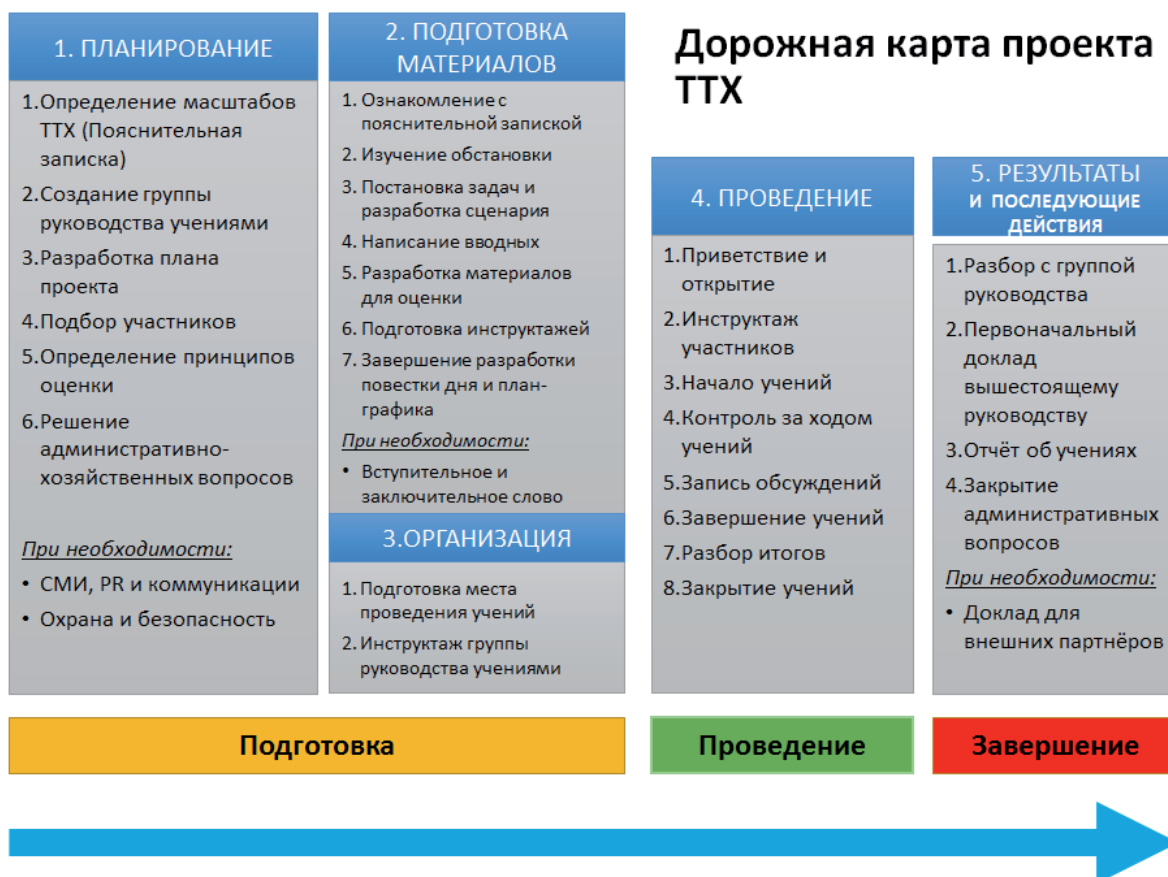 Дорожная карта проекта
ТТХ
1. ПЛАНИРОВАНИЕ
1.Определение масштабов
ТТХ (Пояснительная
записка)
2.Создание группы
руководства учениями
3.Разработка плана
проекта
4.Подбор участников
5.Определение принципов
оценки
6.Решение
административно-
хозяйственных вопросов
При необходимости:
• СМИ, PR и коммуникации
• Охрана и безопасность
2. ПОДГОТОВКА
МАТЕРИАЛОВ
1. Ознакомление с
пояснительной запиской
2. Изучение обстановки
3. Постановка задач и
разработка сценария
4. Написание вводных
5. Разработка материалов
для оценки
6. Подготовка инструктажей
7. Завершение разработки
повестки дня и план-
графика
При необходимости:
• Вступительное и
заключительное слово
3.ОРГАНИЗАЦИЯ
1. Подготовка места
проведения учений
2. Инструктаж группы
руководства учениями
4. ПРОВЕДЕНИЕ
1.Приветствие и
открытие
2.Инструктаж
участников
3.Начало учений
4.Контроль за ходом
учений
5.Запись обсуждений
6.Завершение учений
7.Разбор итогов
8.Закрытие учений
5. РЕЗУЛЬТАТЫ
И ПОСЛЕДУЮЩИЕ
ДЕЙСТВИЯ
1.Разбор с группой
руководства
2.Первоначальный
доклад
вышестоящему
руководству
3.Отчёт об учениях
4.Закрытие
административных
вопросов
При необходимости:
• Доклад для
внешних партнёров
Подготовка
Проведение
Завершение